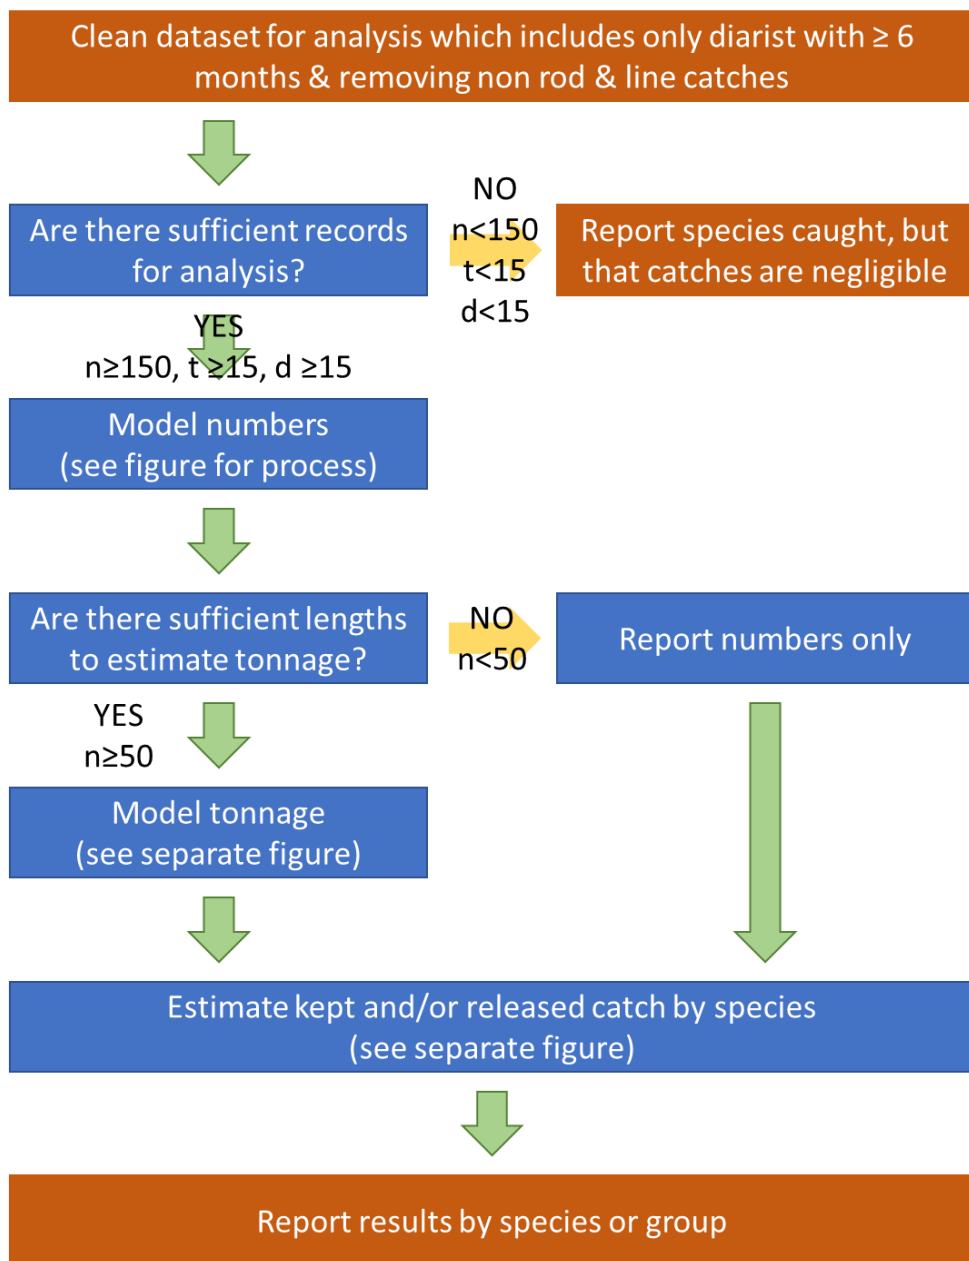 Clean dataset for analysis which includes only diarist with ≥ 6
months & removing non rod & line catches
Are there sufficient records
for analysis?
NO
n<150
t<15
d<15
Report species caught, but
that catches are negligible
YES
n≥150, t ≥15, d ≥15
Model numbers
(see figure for process)
Are there sufficient lengths
to estimate tonnage?
NO
n<50
Report numbers only
YES
n≥50
Model tonnage
(see separate figure)
Estimate kept and/or released catch by species
(see separate figure)
Report results by species or group